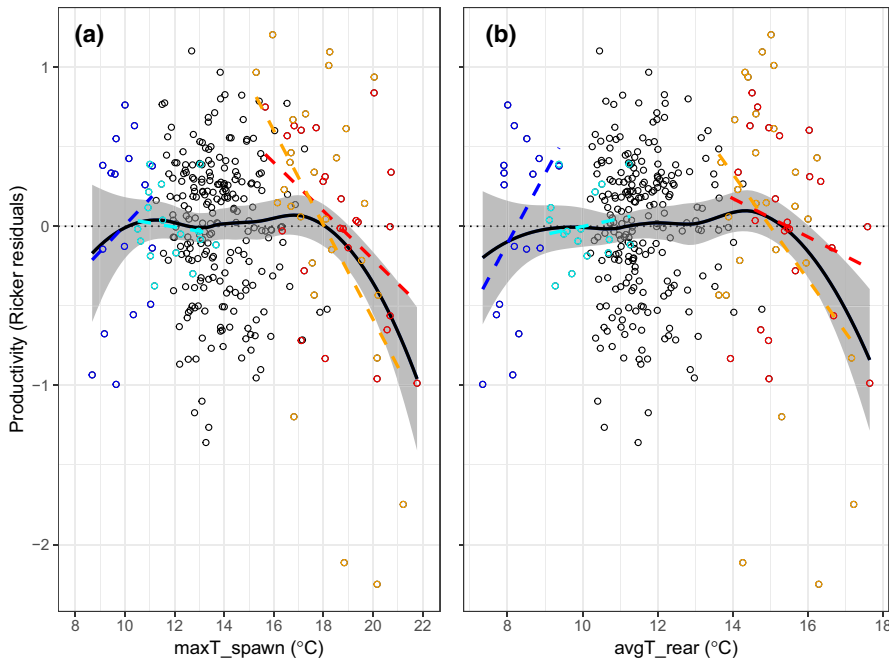 (a)
(b)
Productivity (Ricker residuals)
1
0
−1
−2
8 10 12 14 16 18 20 22
8 10 12 14 16 18
maxT_spawn (°C)
avgT_rear (°C)